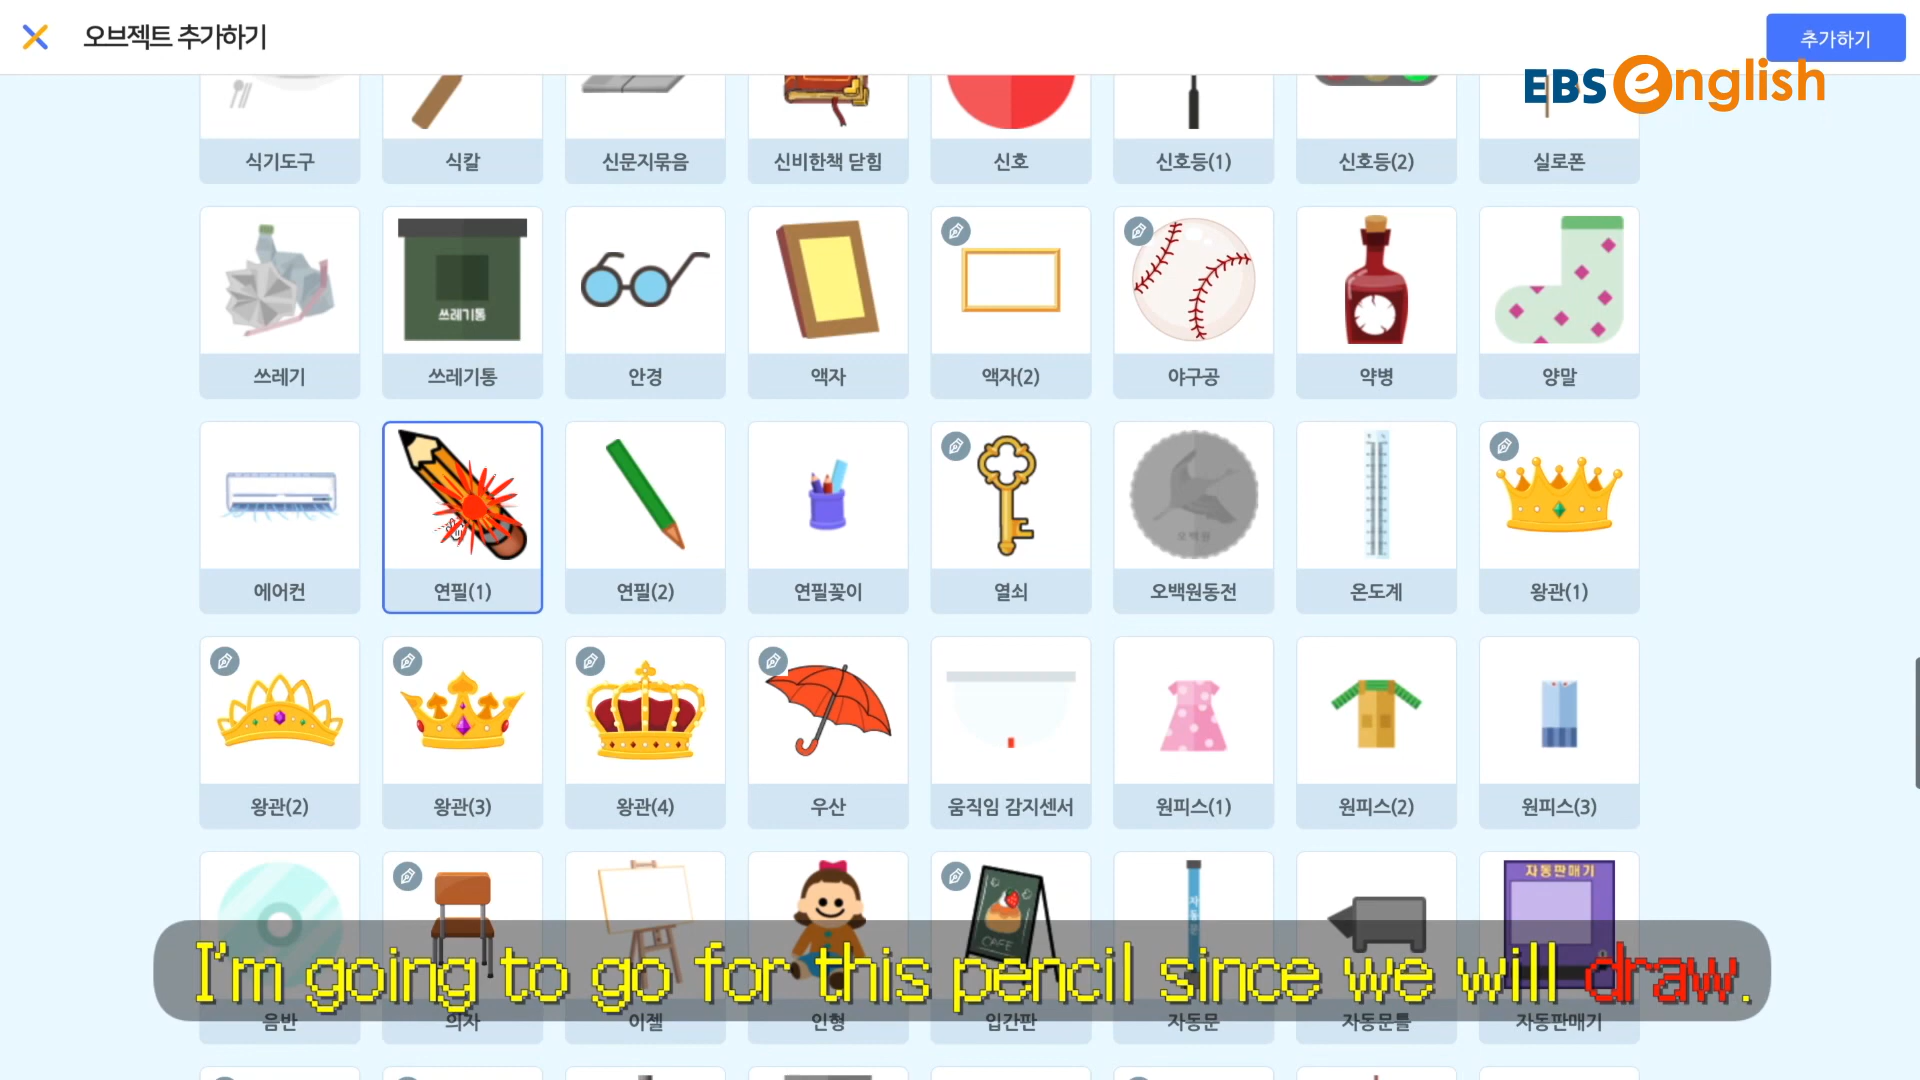 오브젝트 추가하기
추가하기
EBS English
식기도구
식칼
신문지묶음
신비한책 닫힘
신호
신호등(1)
신호등(2)
실로폰
쓰레기통
쓰레기
쓰레기통
안경
액자
액자(2)
야구공
약병
양말
오백원
에어컨
연필(1)
연필(2)
연필꽂이
열쇠
오백원동전
온도계
왕관(1)
왕관(2)
왕관(3)
왕관(4)
우산
움직임 감지센서
원피스(1)
원피스(2)
원피스(3)
CAFE
자동문
자동판매기
I'm going to go for this pencil since we will draw.
음반
의자
이젤
인형
입간판
자동문
자동문틀
자동판매기